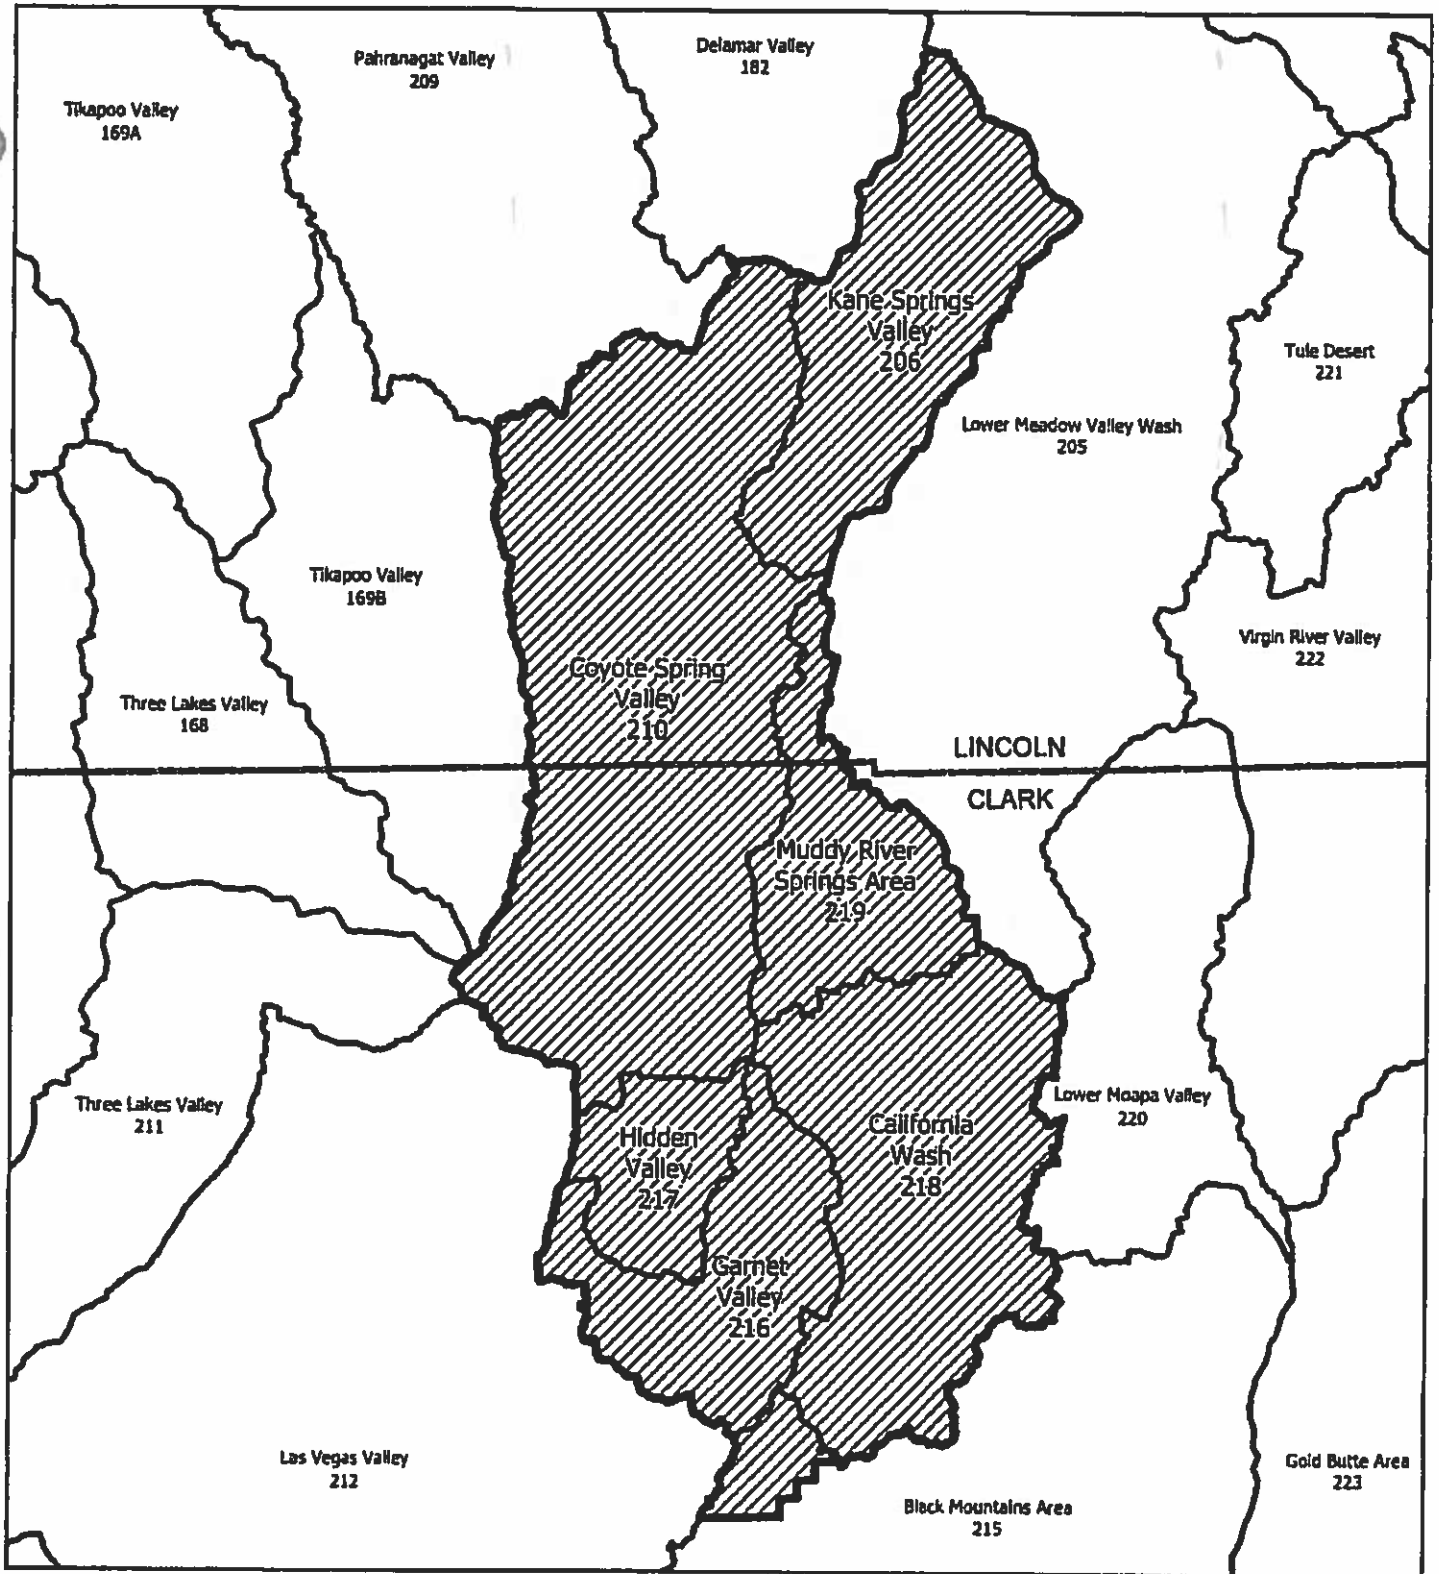 Pahranagat Valley
209
Delamar Valley
182
Tikapoo Valley
169A
Kane Springs
Valley
206
Tule Desert
221
Lower Meadow Valley Wash
205
Tikapoo Valley
169B
Virgin River Valley
222
Coyote Spring
Valley
210
Three Lakes Valley
168
LINCOLN
CLARK
Muddy River
Springs Area
219
Three Lakes Valley
211
Lower Moapa Valley
220
California
Wash
218
Hidden
Valley
217
Garnet
Valley
216
Las Vegas Valley
212
Gold Butte Area
223
Black Mountains Area
215